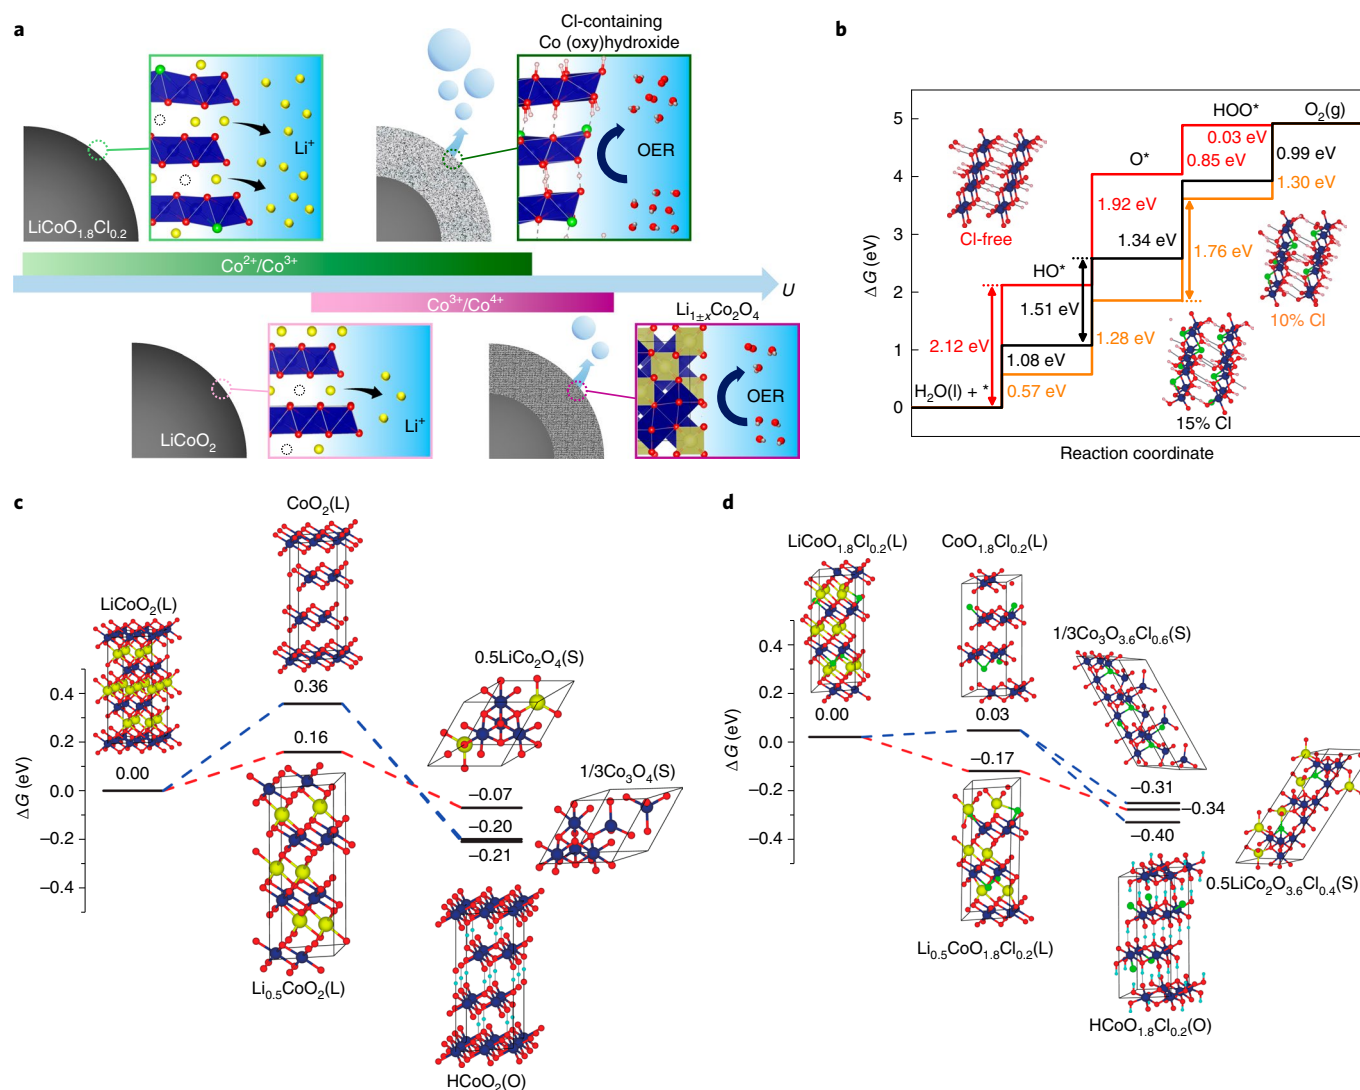 a
Cl-containing
Co (oxy)hydroxide
Li⁺
OER
LiCoO₁.₈Cl₀.₂
Co²⁺/Co³⁺
U
Co³⁺/Co⁴⁺
Li₁±ₓCo₂O₄
LiCoO₂
Li⁺
OER
b
ΔG (eV)
5
4
3
2
1
0
HOO*
O₂(g)
0.03 eV
0.85 eV
0.99 eV
1.30 eV
O*
1.92 eV
1.34 eV
1.76 eV
Cl-free
HO*
1.51 eV
10% Cl
2.12 eV
1.28 eV
1.08 eV
H₂O(l) + *
0.57 eV
15% Cl
Reaction coordinate
c
CoO₂(L)
LiCoO₂(L)
0.5LiCo₂O₄(S)
ΔG (eV)
0.4
0.2
0.0
−0.2
−0.4
0.36
0.16
0.00
1/3Co₃O₄(S)
−0.07
−0.20
−0.21
Li₀.₅CoO₂(L)
HCoO₂(O)
d
LiCoO₁.₈Cl₀.₂(L)
CoO₁.₈Cl₀.₂(L)
1/3Co₃O₃.₆Cl₀.₆(S)
ΔG (eV)
0.4
0.2
0.0
−0.2
−0.4
0.00
0.03
−0.17
−0.31
−0.34
−0.40
0.5LiCo₂O₃.₆Cl₀.₄(S)
Li₀.₅CoO₁.₈Cl₀.₂(L)
HCoO₁.₈Cl₀.₂(O)